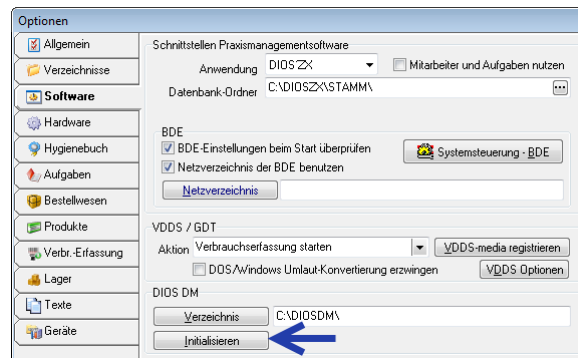 Optionen
Allgemein
Verzeichnisse
Software
Hardware
Hygienebuch
Aufgaben
Bestellwesen
Produkte
Verbr.-Erfassung
Lager
Texte
Geräte
Schnittstellen Praxismanagementsoftware
Anwendung DIOS ZX Mitarbeiter und Aufgaben nutzen
Datenbank-Ordner C:\DIOSZX\STAMM\ ...
BDE
BDE-Einstellungen beim Start überprüfen Systemsteuerung - BDE
Netzverzeichnis der BDE benutzen
Netzverzeichnis
VDDS / GDT
Aktion Verbrauchserfassung starten VDDS-media registrieren
DOS/Windows Umlaut-Konvertierung erzwingen VDDS Optionen
DIOS DM
Verzeichnis C:\DIOSDM\
Initialisieren